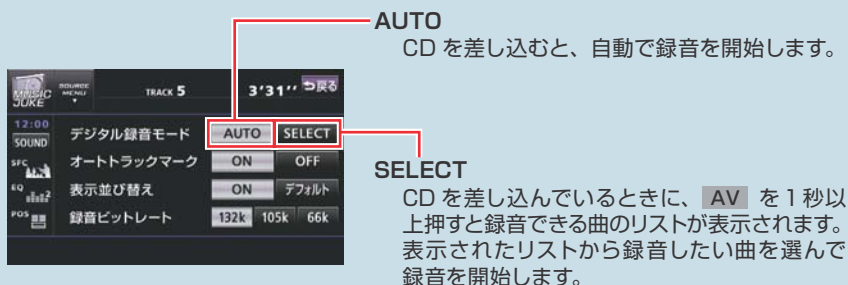 AUTO
CD を差し込むと、自動で録音を開始します。
MUSIC JUKE
SOURCE MENU
TRACK 5
3'31''
戻る
12:00
SOUND
デジタル録音モード
AUTO
SELECT
SFC
オートトラックマーク
ON
OFF
EQ
2
表示並び替え
ON
デフォルト
POS
録音ビットレート
132k
105k
66k
SELECT
CD を差し込んでいるときに、 AV を 1 秒以
上押すと録音できる曲のリストが表示されます。
表示されたリストから録音したい曲を選んで
録音を開始します。